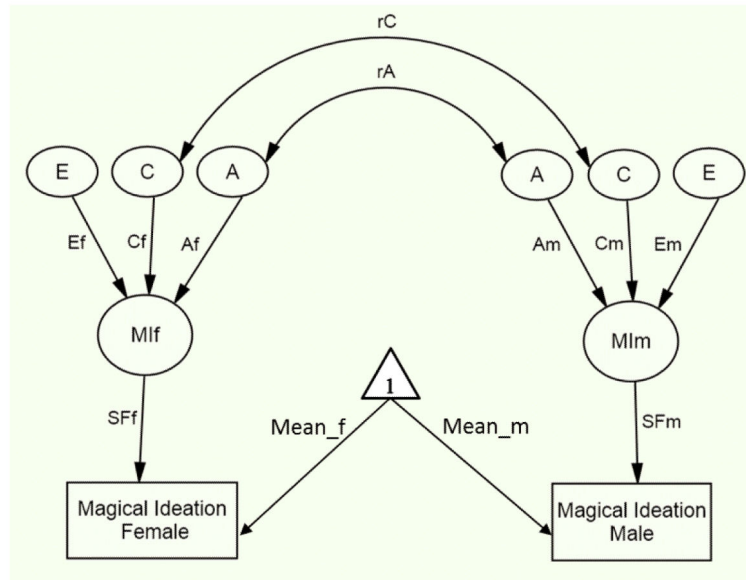 rC
rA
E
C
A
A
C
E
Ef
Cf
Af
Am
Cm
Em
MIf
MIm
1
SFf
Mean_f
Mean_m
SFm
Magical Ideation
Female
Magical Ideation
Male